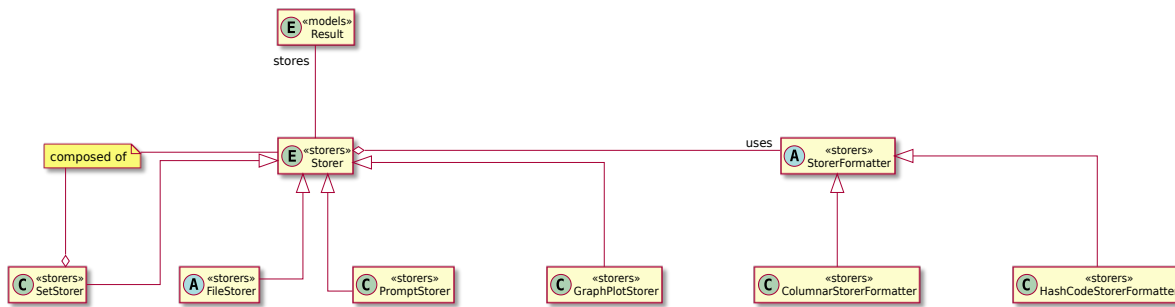 E «models»
Result
stores
composed of
E «storers»
Storer
uses
A «storers»
StorerFormatter
C «storers»
SetStorer
A «storers»
FileStorer
C «storers»
PromptStorer
C «storers»
GraphPlotStorer
C «storers»
ColumnarStorerFormatter
C «storers»
HashCodeStorerFormatter